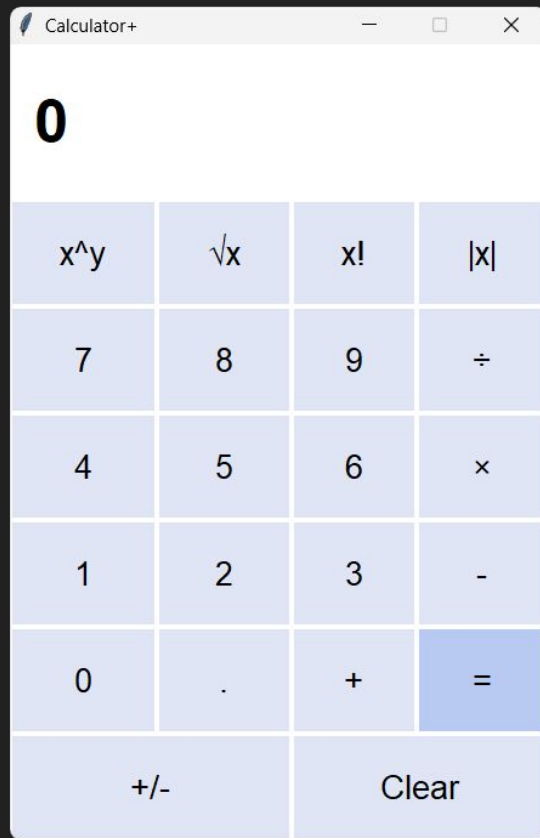 Calculator+
0
x^y √x x! |x|
7 8 9 ÷
4 5 6 ×
1 2 3 -
0 . + =
+/- Clear